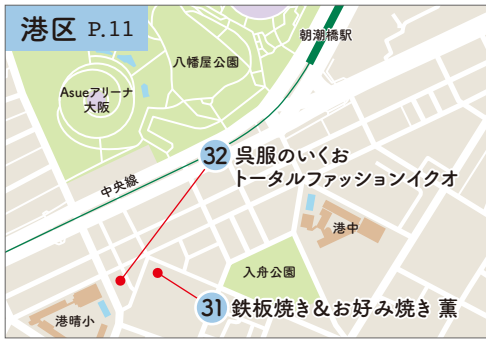 港区 P.11
朝潮橋駅
八幡屋公園
Asueアリーナ
大阪
中央線
32 呉服のいくお
トータルファッションイクオ
港中
入舟公園
31 鉄板焼き&お好み焼き 薫
港晴小